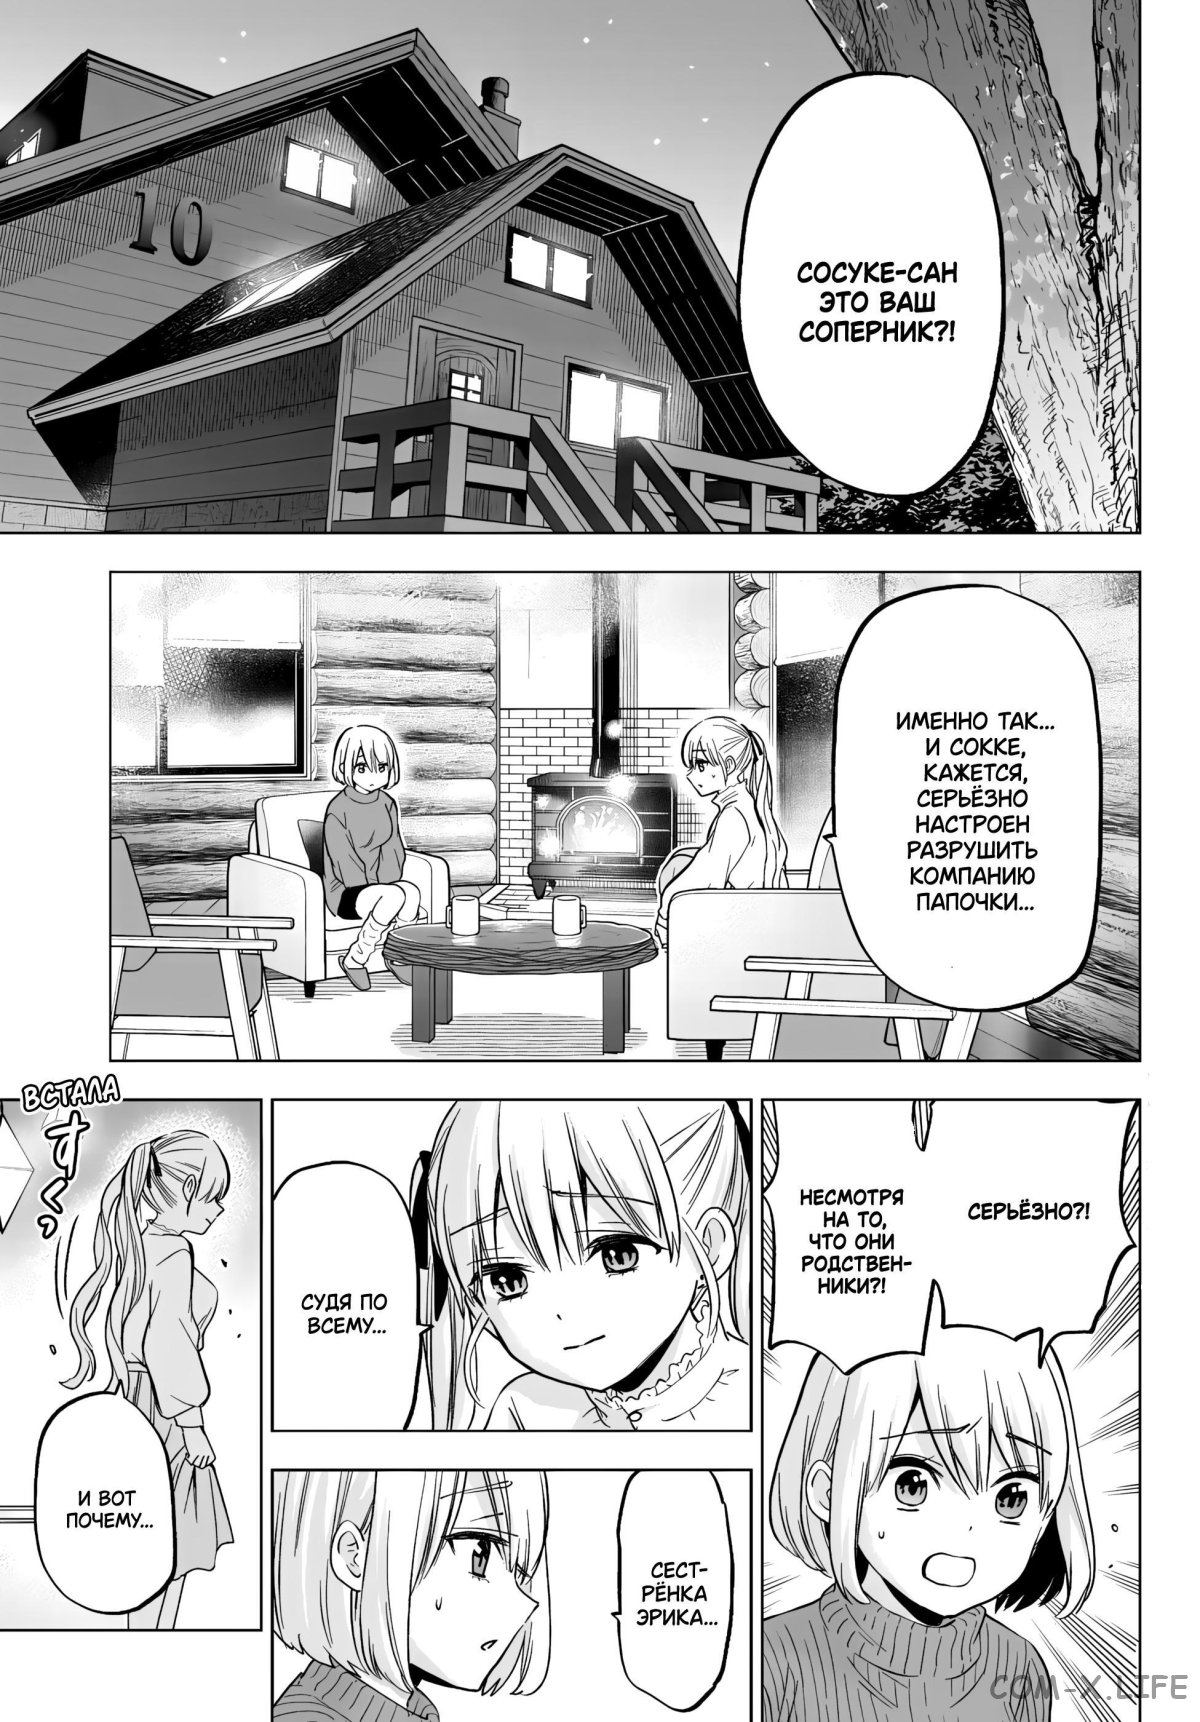 10
СОСУКЕ-САН
ЭТО ВАШ
СОПЕРНИК?!
ИМЕННО ТАК...
И СОККЕ,
КАЖЕТСЯ,
СЕРЬЁЗНО
НАСТРОЕН
РАЗРУШИТЬ
КОМПАНИЮ
ПАПОЧКИ...
СЕРЬЁЗНО?!
НЕСМОТРЯ
НА ТО,
ЧТО ОНИ
РОДСТВЕН-
НИКИ?!
СУДЯ ПО
ВСЕМУ...
СЕСТ-
РЁНКА
ЭРИКА...
ВСТАЛА
すくっ
И ВОТ
ПОЧЕМУ...
COM-X.LIFE